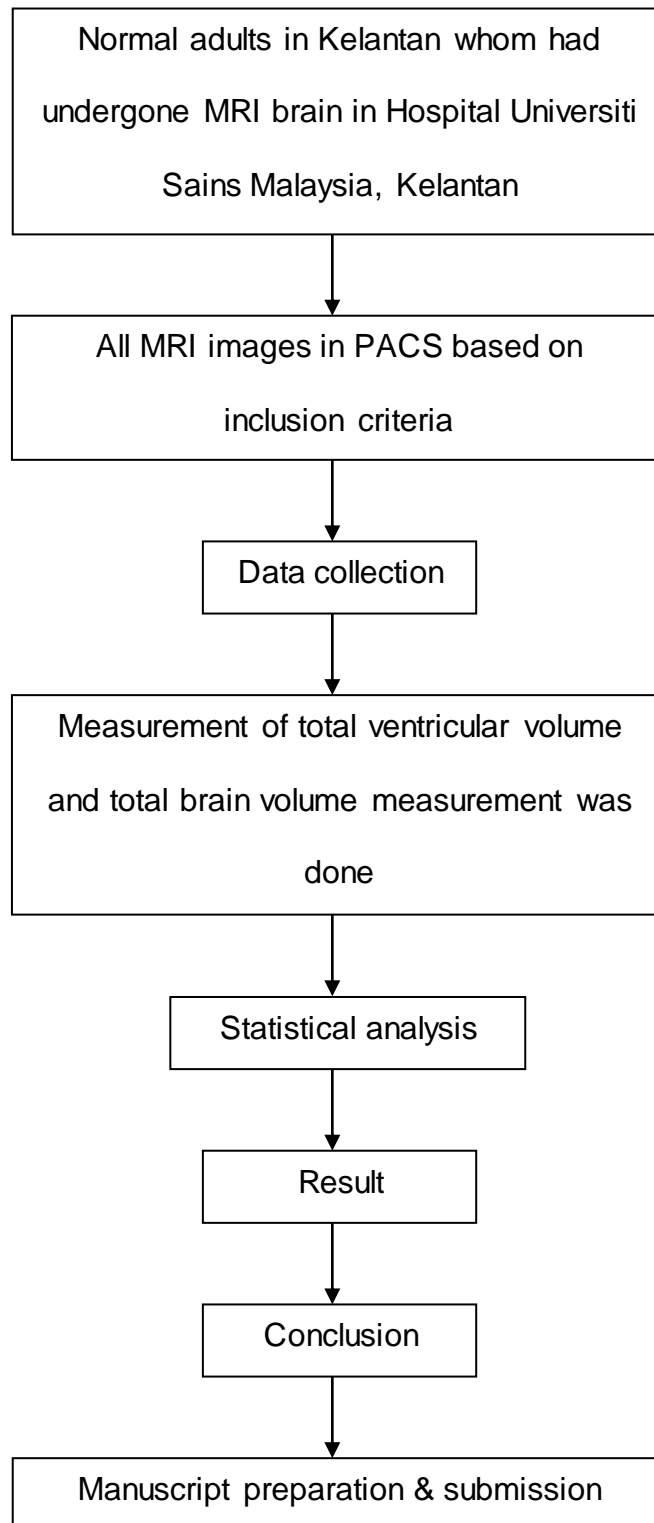 Normal adults in Kelantan whom had
undergone MRI brain in Hospital Universiti
Sains Malaysia, Kelantan
All MRI images in PACS based on
inclusion criteria
Data collection
Measurement of total ventricular volume
and total brain volume measurement was
done
Statistical analysis
Result
Conclusion
Manuscript preparation & submission